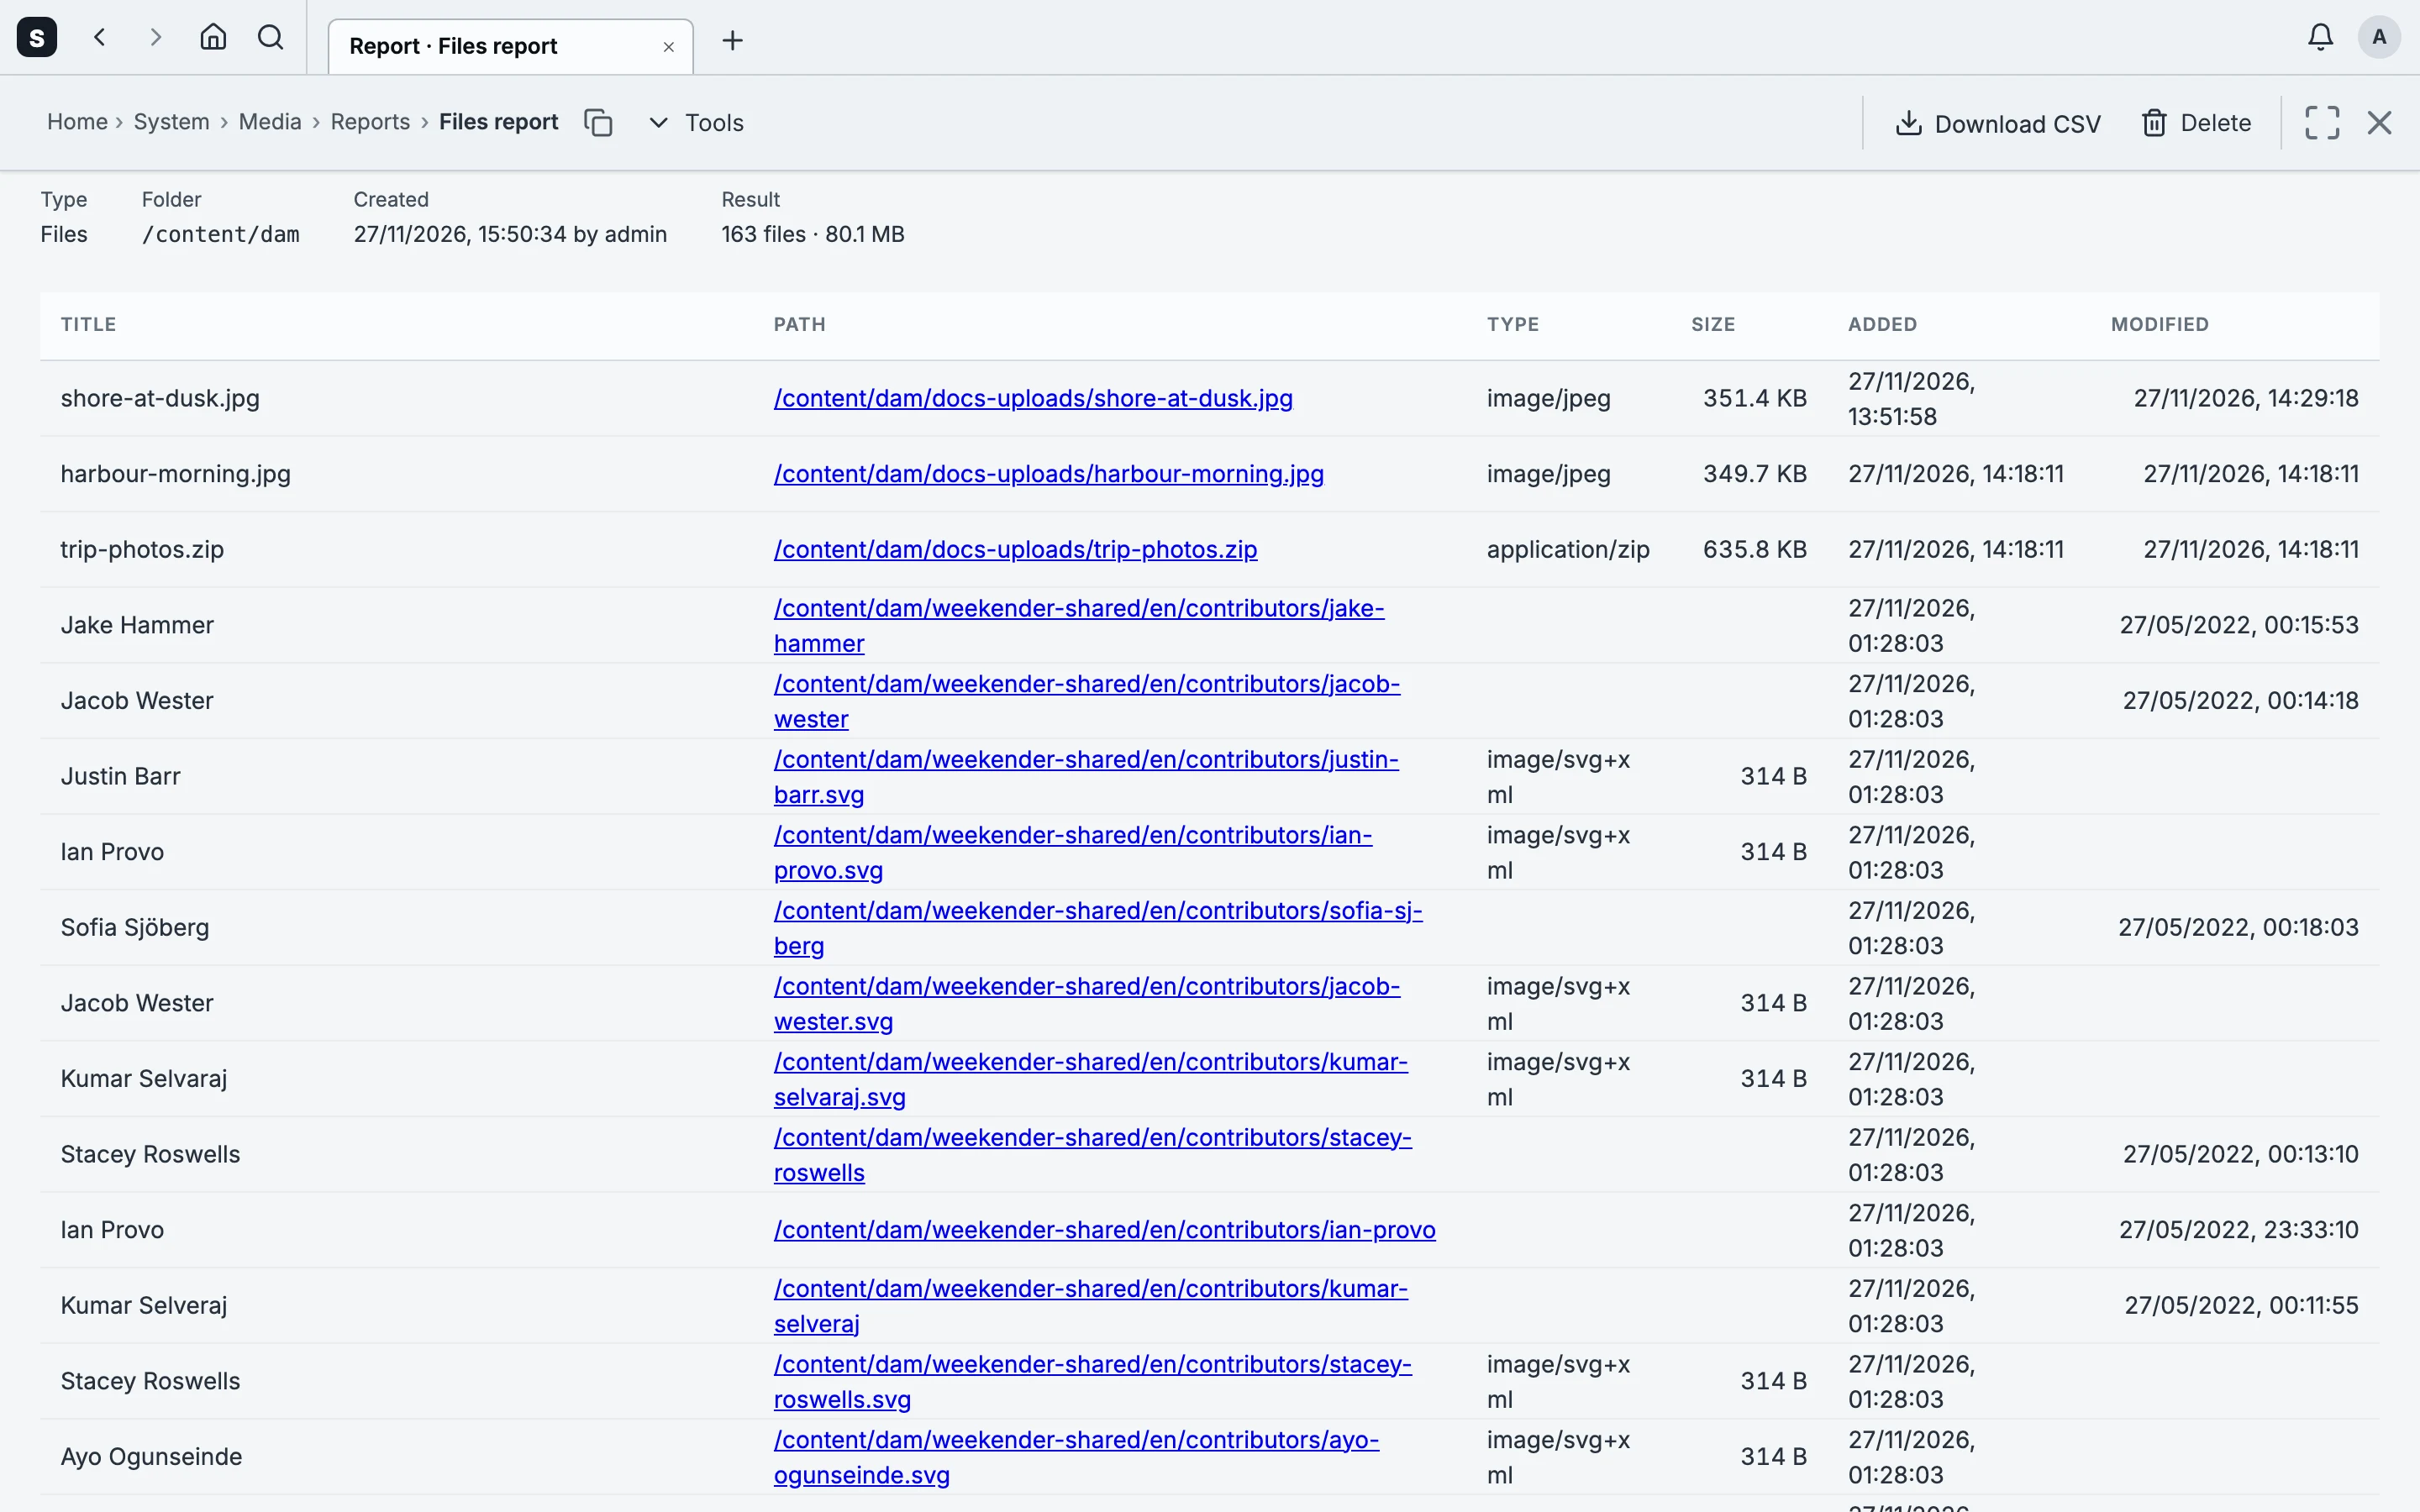 S
Report · Files report
A
Home › System › Media › Reports › Files report
Tools
Download CSV
Delete
Type
Folder
Created
Result
Files
/content/dam
27/11/2026, 15:50:34 by admin
163 files · 80.1 MB
TITLE
PATH
TYPE
SIZE
ADDED
MODIFIED
shore-at-dusk.jpg
/content/dam/docs-uploads/shore-at-dusk.jpg
image/jpeg
351.4 KB
27/11/2026,
13:51:58
27/11/2026, 14:29:18
harbour-morning.jpg
/content/dam/docs-uploads/harbour-morning.jpg
image/jpeg
349.7 KB
27/11/2026, 14:18:11
27/11/2026, 14:18:11
trip-photos.zip
/content/dam/docs-uploads/trip-photos.zip
application/zip
635.8 KB
27/11/2026, 14:18:11
27/11/2026, 14:18:11
Jake Hammer
/content/dam/weekender-shared/en/contributors/jake-
hammer
27/11/2026,
01:28:03
27/05/2022, 00:15:53
Jacob Wester
/content/dam/weekender-shared/en/contributors/jacob-
wester
27/11/2026,
01:28:03
27/05/2022, 00:14:18
Justin Barr
/content/dam/weekender-shared/en/contributors/justin-
barr.svg
image/svg+x
ml
314 B
27/11/2026,
01:28:03
Ian Provo
/content/dam/weekender-shared/en/contributors/ian-
provo.svg
image/svg+x
ml
314 B
27/11/2026,
01:28:03
Sofia Sjöberg
/content/dam/weekender-shared/en/contributors/sofia-sj-
berg
27/11/2026,
01:28:03
27/05/2022, 00:18:03
Jacob Wester
/content/dam/weekender-shared/en/contributors/jacob-
wester.svg
image/svg+x
ml
314 B
27/11/2026,
01:28:03
Kumar Selvaraj
/content/dam/weekender-shared/en/contributors/kumar-
selvaraj.svg
image/svg+x
ml
314 B
27/11/2026,
01:28:03
Stacey Roswells
/content/dam/weekender-shared/en/contributors/stacey-
roswells
27/11/2026,
01:28:03
27/05/2022, 00:13:10
Ian Provo
/content/dam/weekender-shared/en/contributors/ian-provo
27/11/2026,
01:28:03
27/05/2022, 23:33:10
Kumar Selveraj
/content/dam/weekender-shared/en/contributors/kumar-
selveraj
27/11/2026,
01:28:03
27/05/2022, 00:11:55
Stacey Roswells
/content/dam/weekender-shared/en/contributors/stacey-
roswells.svg
image/svg+x
ml
314 B
27/11/2026,
01:28:03
Ayo Ogunseinde
/content/dam/weekender-shared/en/contributors/ayo-
ogunseinde.svg
image/svg+x
ml
314 B
27/11/2026,
01:28:03